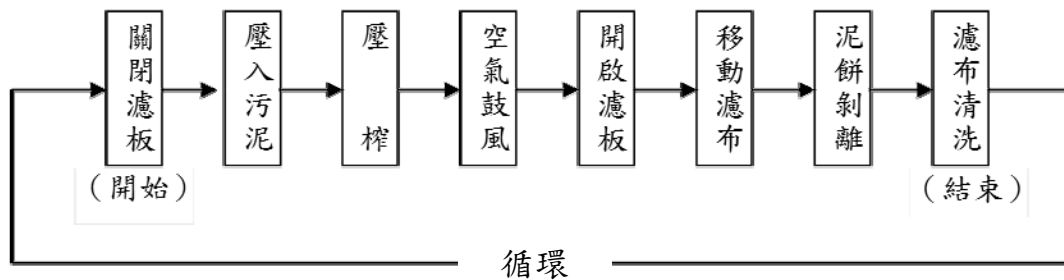 關閉濾板
壓入污泥
壓榨
空氣鼓風
開啟濾板
移動濾布
泥餅剝離
濾布清洗
（開始）
（結束）
循環